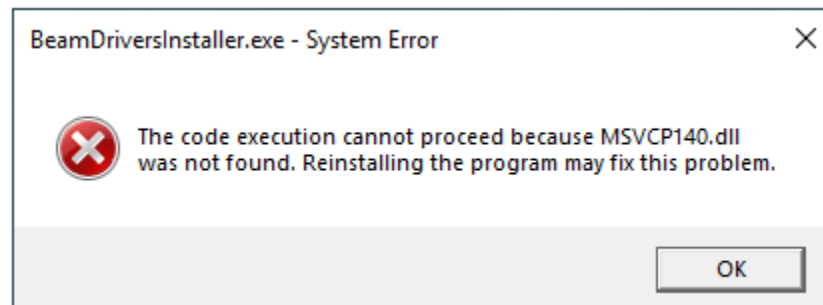 BeamDriversInstaller.exe - System Error
The code execution cannot proceed because MSVCP140.dll
was not found. Reinstalling the program may fix this problem.
OK